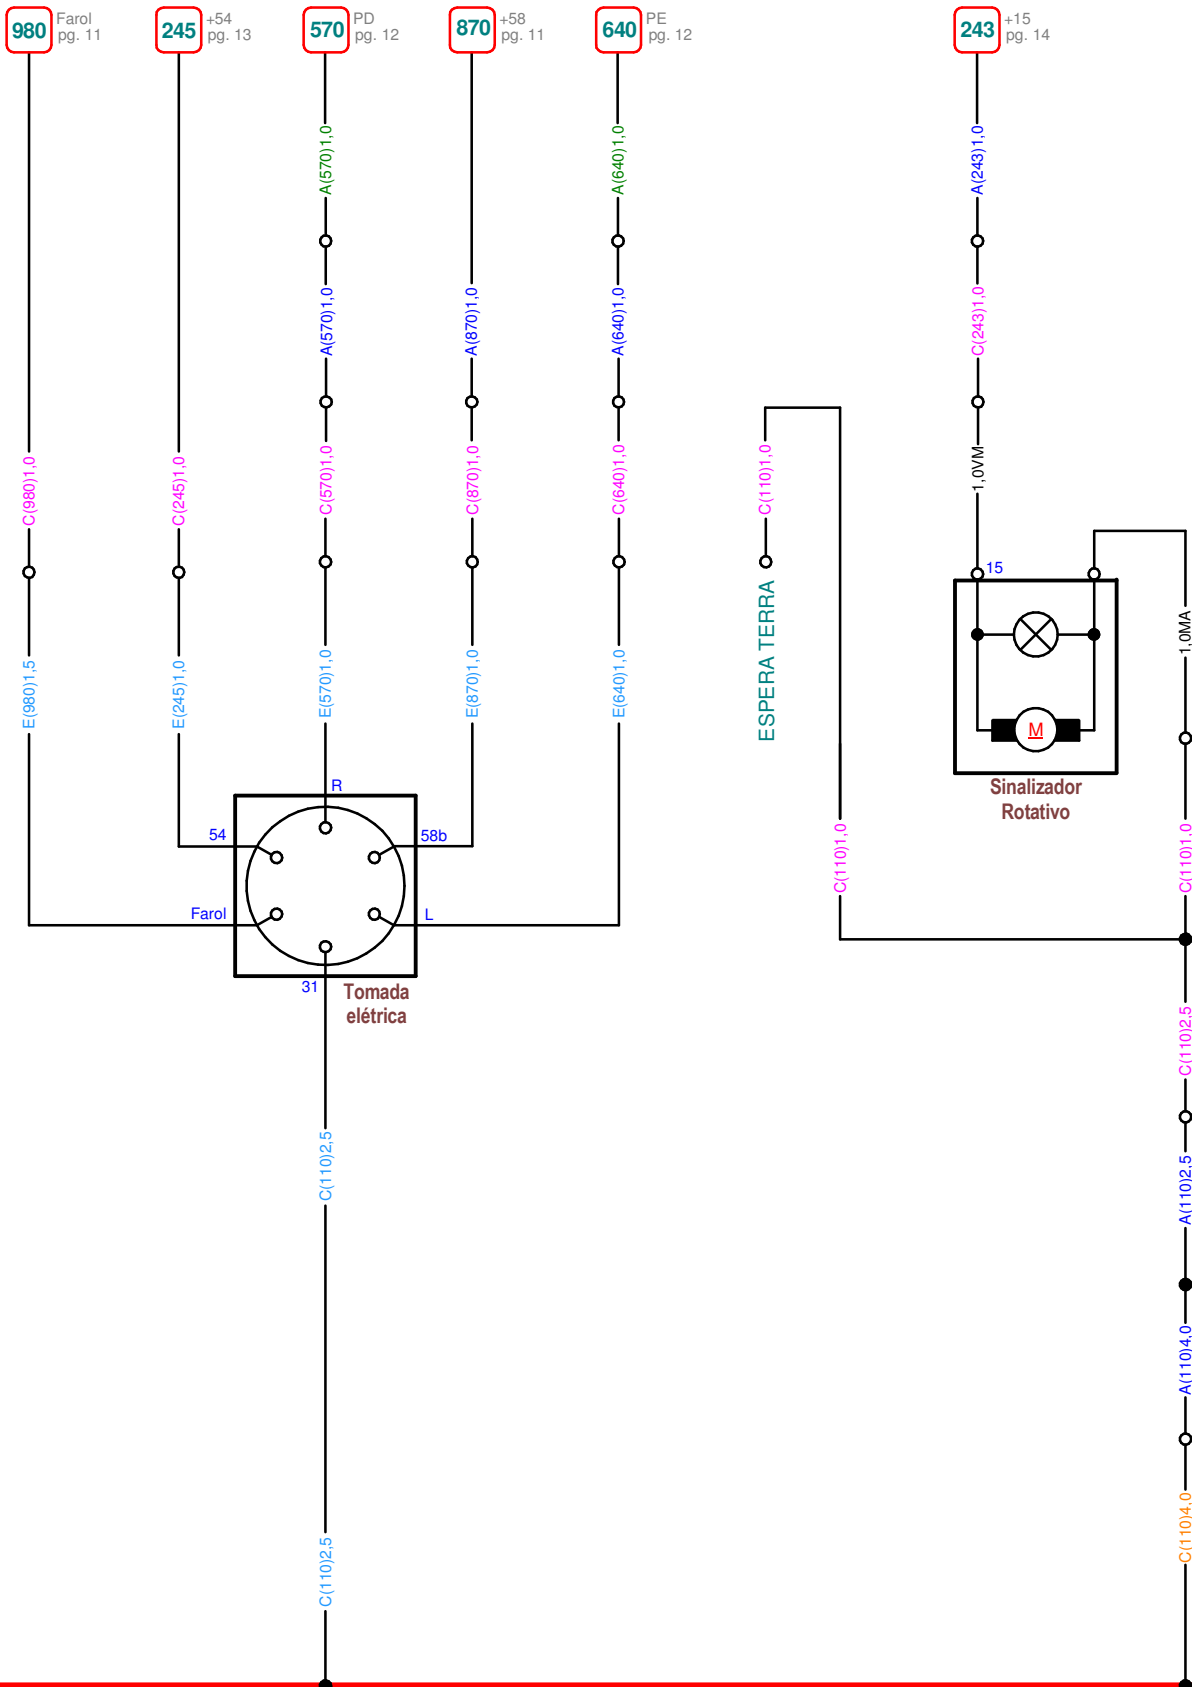 980
Farol
pg. 11
245
+54
pg. 13
570
PD
pg. 12
870
+58
pg. 11
640
PE
pg. 12
243
+15
pg. 14
A(570)1,0
A(640)1,0
A(243)1,0
A(570)1,0
A(870)1,0
A(640)1,0
C(243)1,0
C(980)1,0
C(245)1,0
C(570)1,0
C(870)1,0
C(640)1,0
C(110)1,0
1,0VM
15
ESPERA TERRA
1,0MA
E(980)1,5
E(245)1,0
E(570)1,0
E(870)1,0
E(640)1,0
M
Sinalizador
Rotativo
R
54
58b
Farol
L
31
Tomada
elétrica
C(110)1,0
C(110)1,0
C(110)2,5
C(110)2,5
A(110)2,5
A(110)4,0
C(110)2,5
C(110)4,0